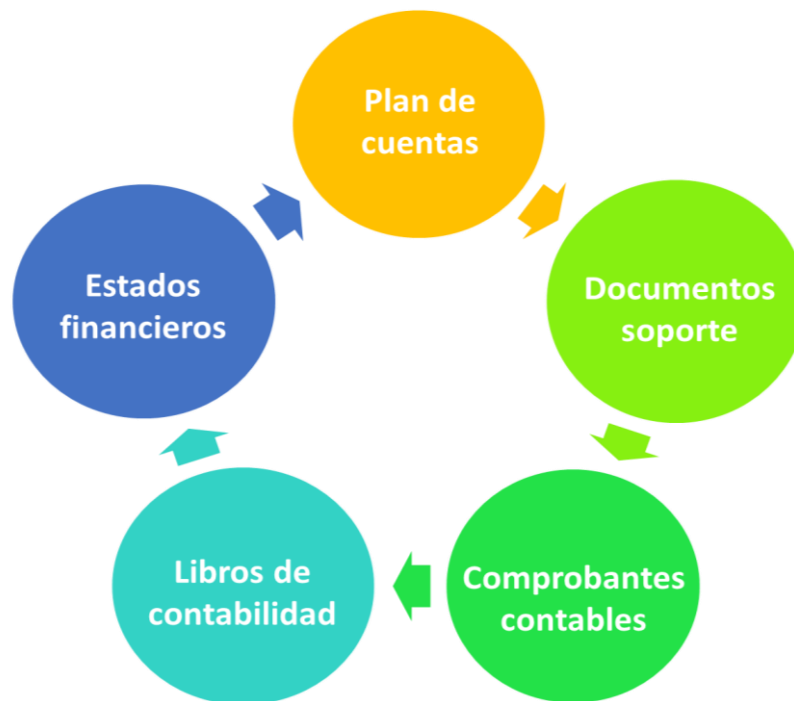 Plan de
cuentas
Documentos
soporte
Comprobantes
contables
Libros de
contabilidad
Estados
financieros